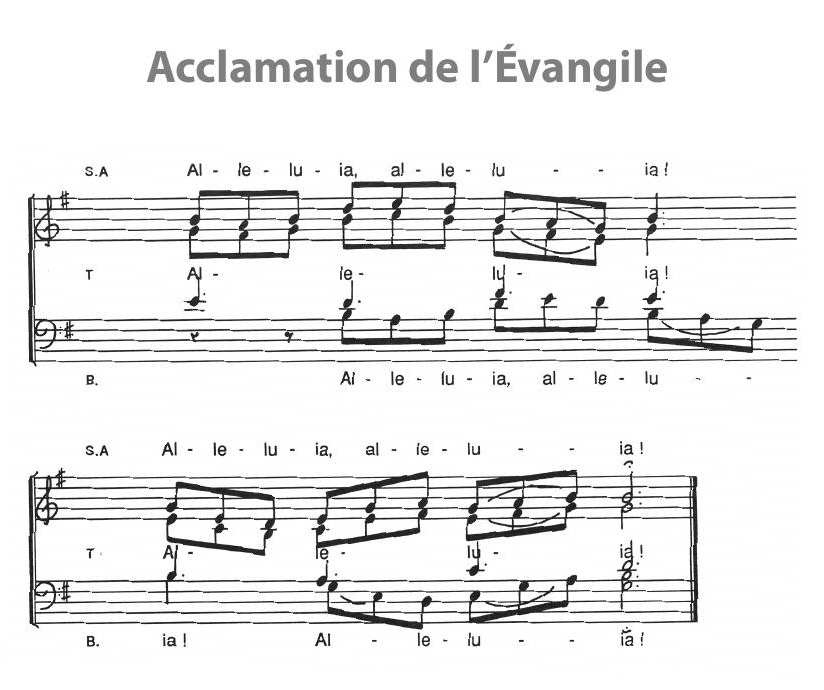 Acclamation de l’Évangile
S.A Al - le - lu - ia, al - le - lu - - ia !
T Al - le - lu - ia !
B. Al - le - lu - ia, al - le - lu - -
S.A Al - le - lu - ia, al - le - lu - - ia !
T. Al - le - lu - ia !
B. ia ! Al - le - lu - - ia !